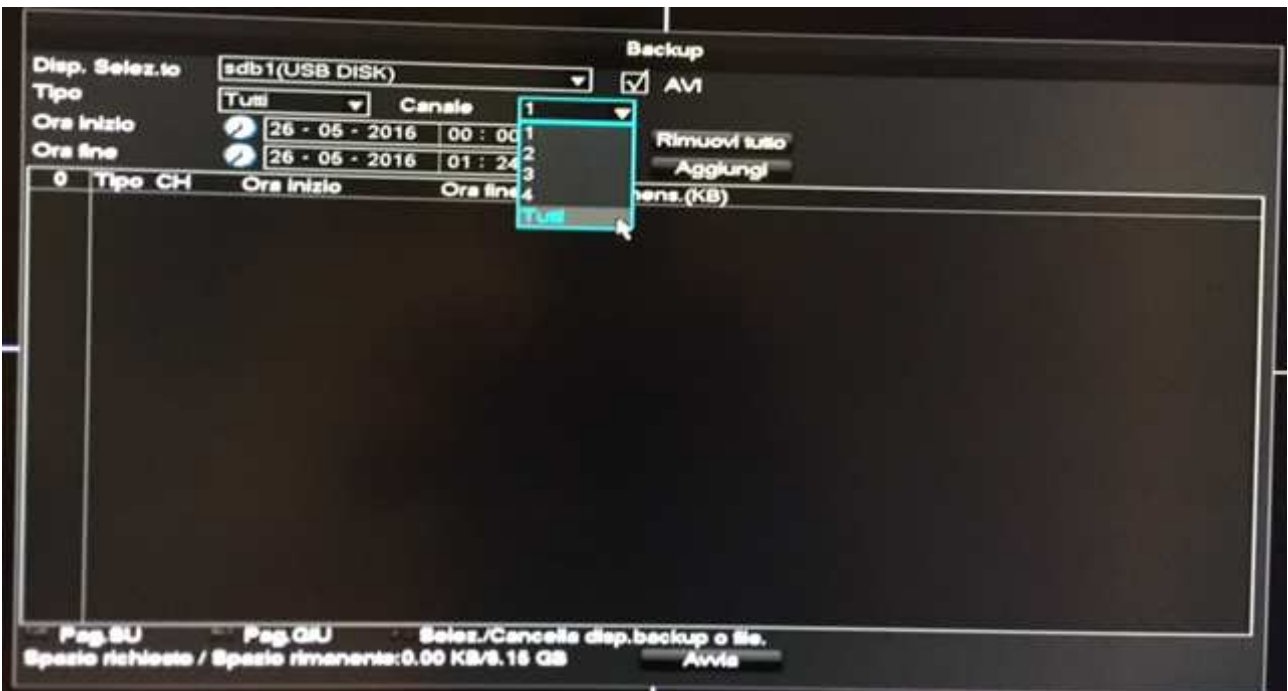 Backup
Disp. Selez.to sdb1(USB DISK) AVI
Tipo Tutti Canale 1
Ora inizio 26 - 05 - 2016 00 : 00 Rimuovi tutto
Ora fine 26 - 05 - 2016 01 : 24 Aggiungi
1
2
3
4
Tutti
0 Tipo CH Ora inizio Ora fine mens.(KB)
Pag.SU Pag.GIU Selez./Cancella disp.backup o file.
Spazio richiesto / Spazio rimanente:0.00 KB/ GB Avvia